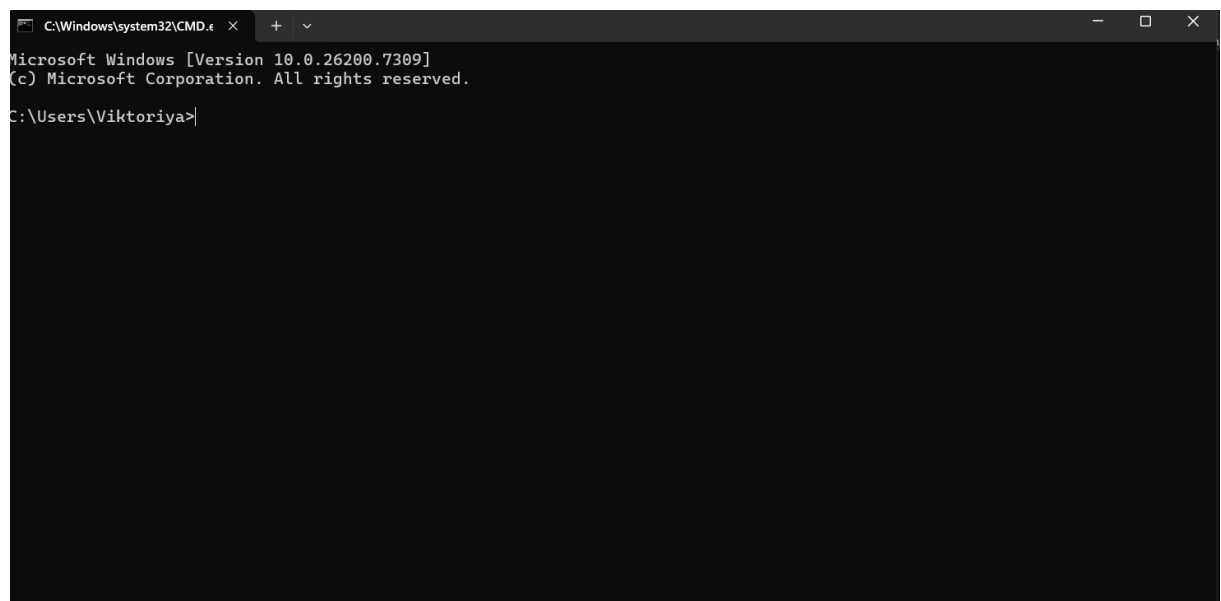 C:\Windows\system32\CMD.e
Microsoft Windows [Version 10.0.26200.7309]
(c) Microsoft Corporation. All rights reserved.
C:\Users\Viktoriya>